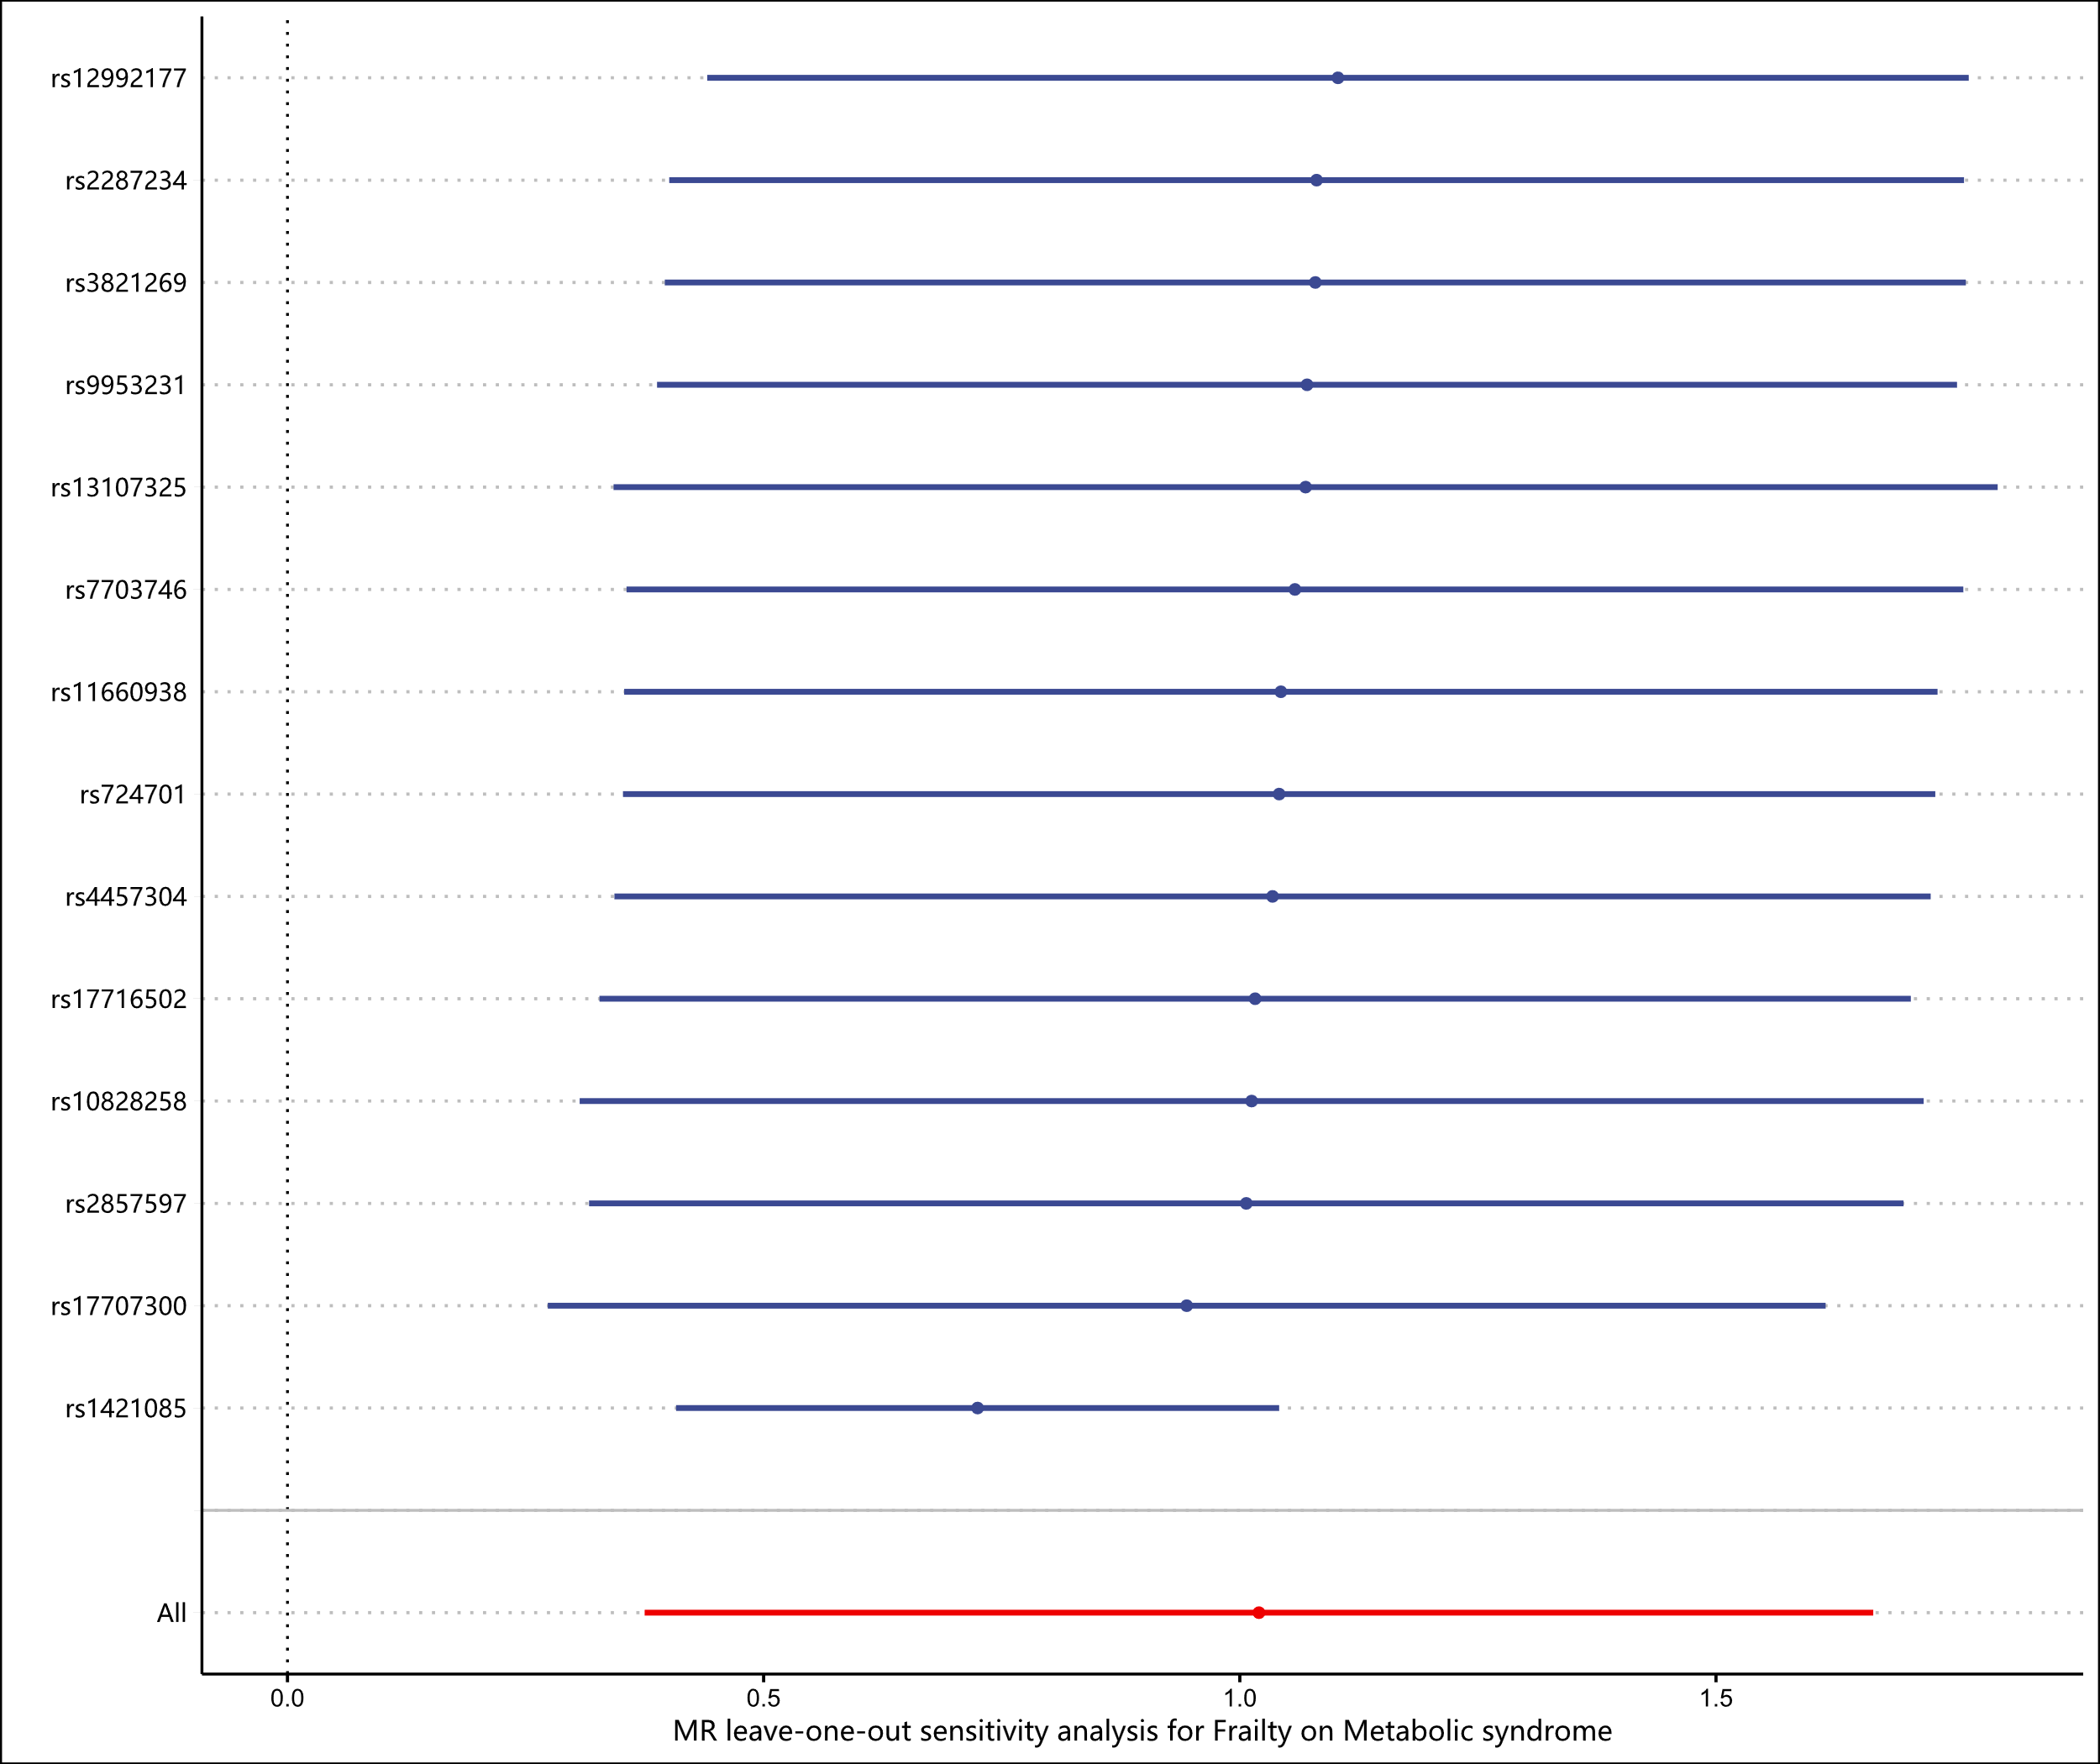 rs12992177
rs2287234
rs3821269
rs9953231
rs13107325
rs7703746
rs11660938
rs724701
rs4457304
rs17716502
rs10828258
rs2857597
rs17707300
rs1421085
All
0.0 0.5 1.0 1.5
MR leave-one-out sensitivity analysis for Frailty on Metabolic syndrome